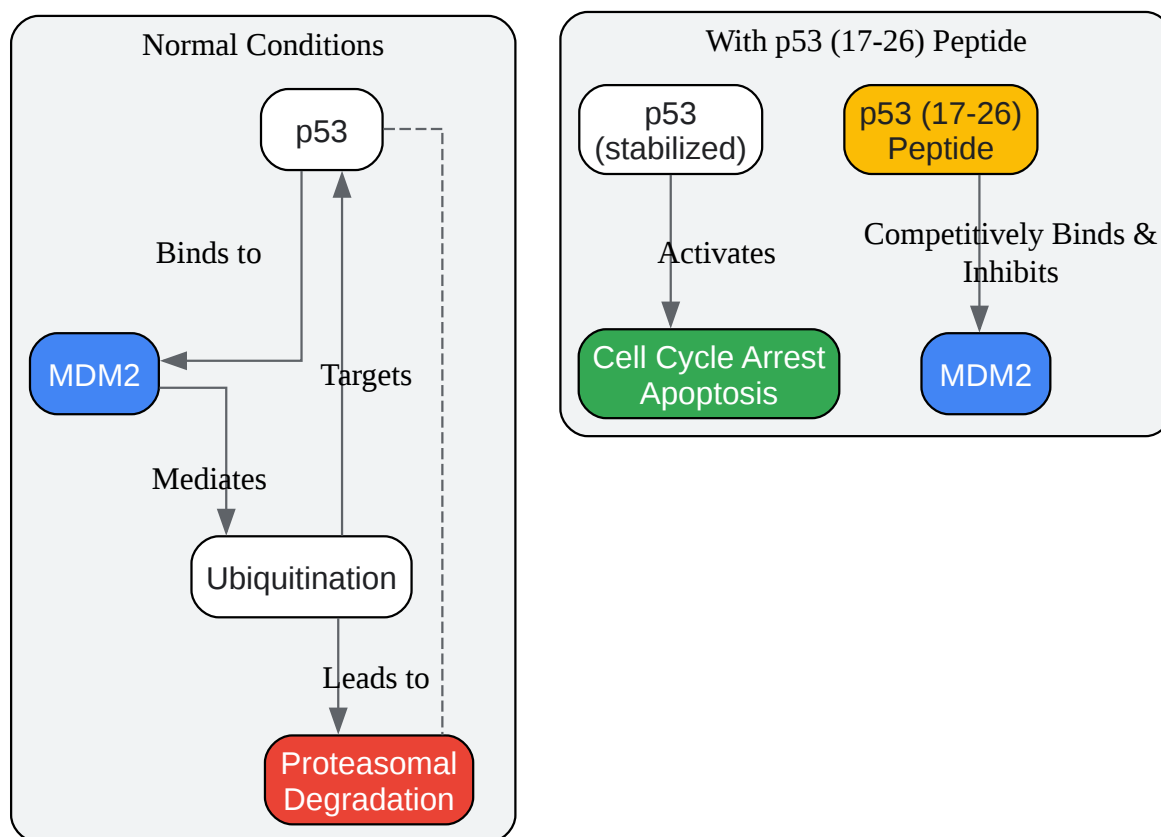 Normal Conditions
p53
Binds to
MDM2
Targets
Mediates
Ubiquitination
Leads to
Proteasomal
Degradation
With p53 (17-26) Peptide
p53
(stabilized)
p53 (17-26)
Peptide
Activates
Competitively Binds &
Inhibits
Cell Cycle Arrest
Apoptosis
MDM2